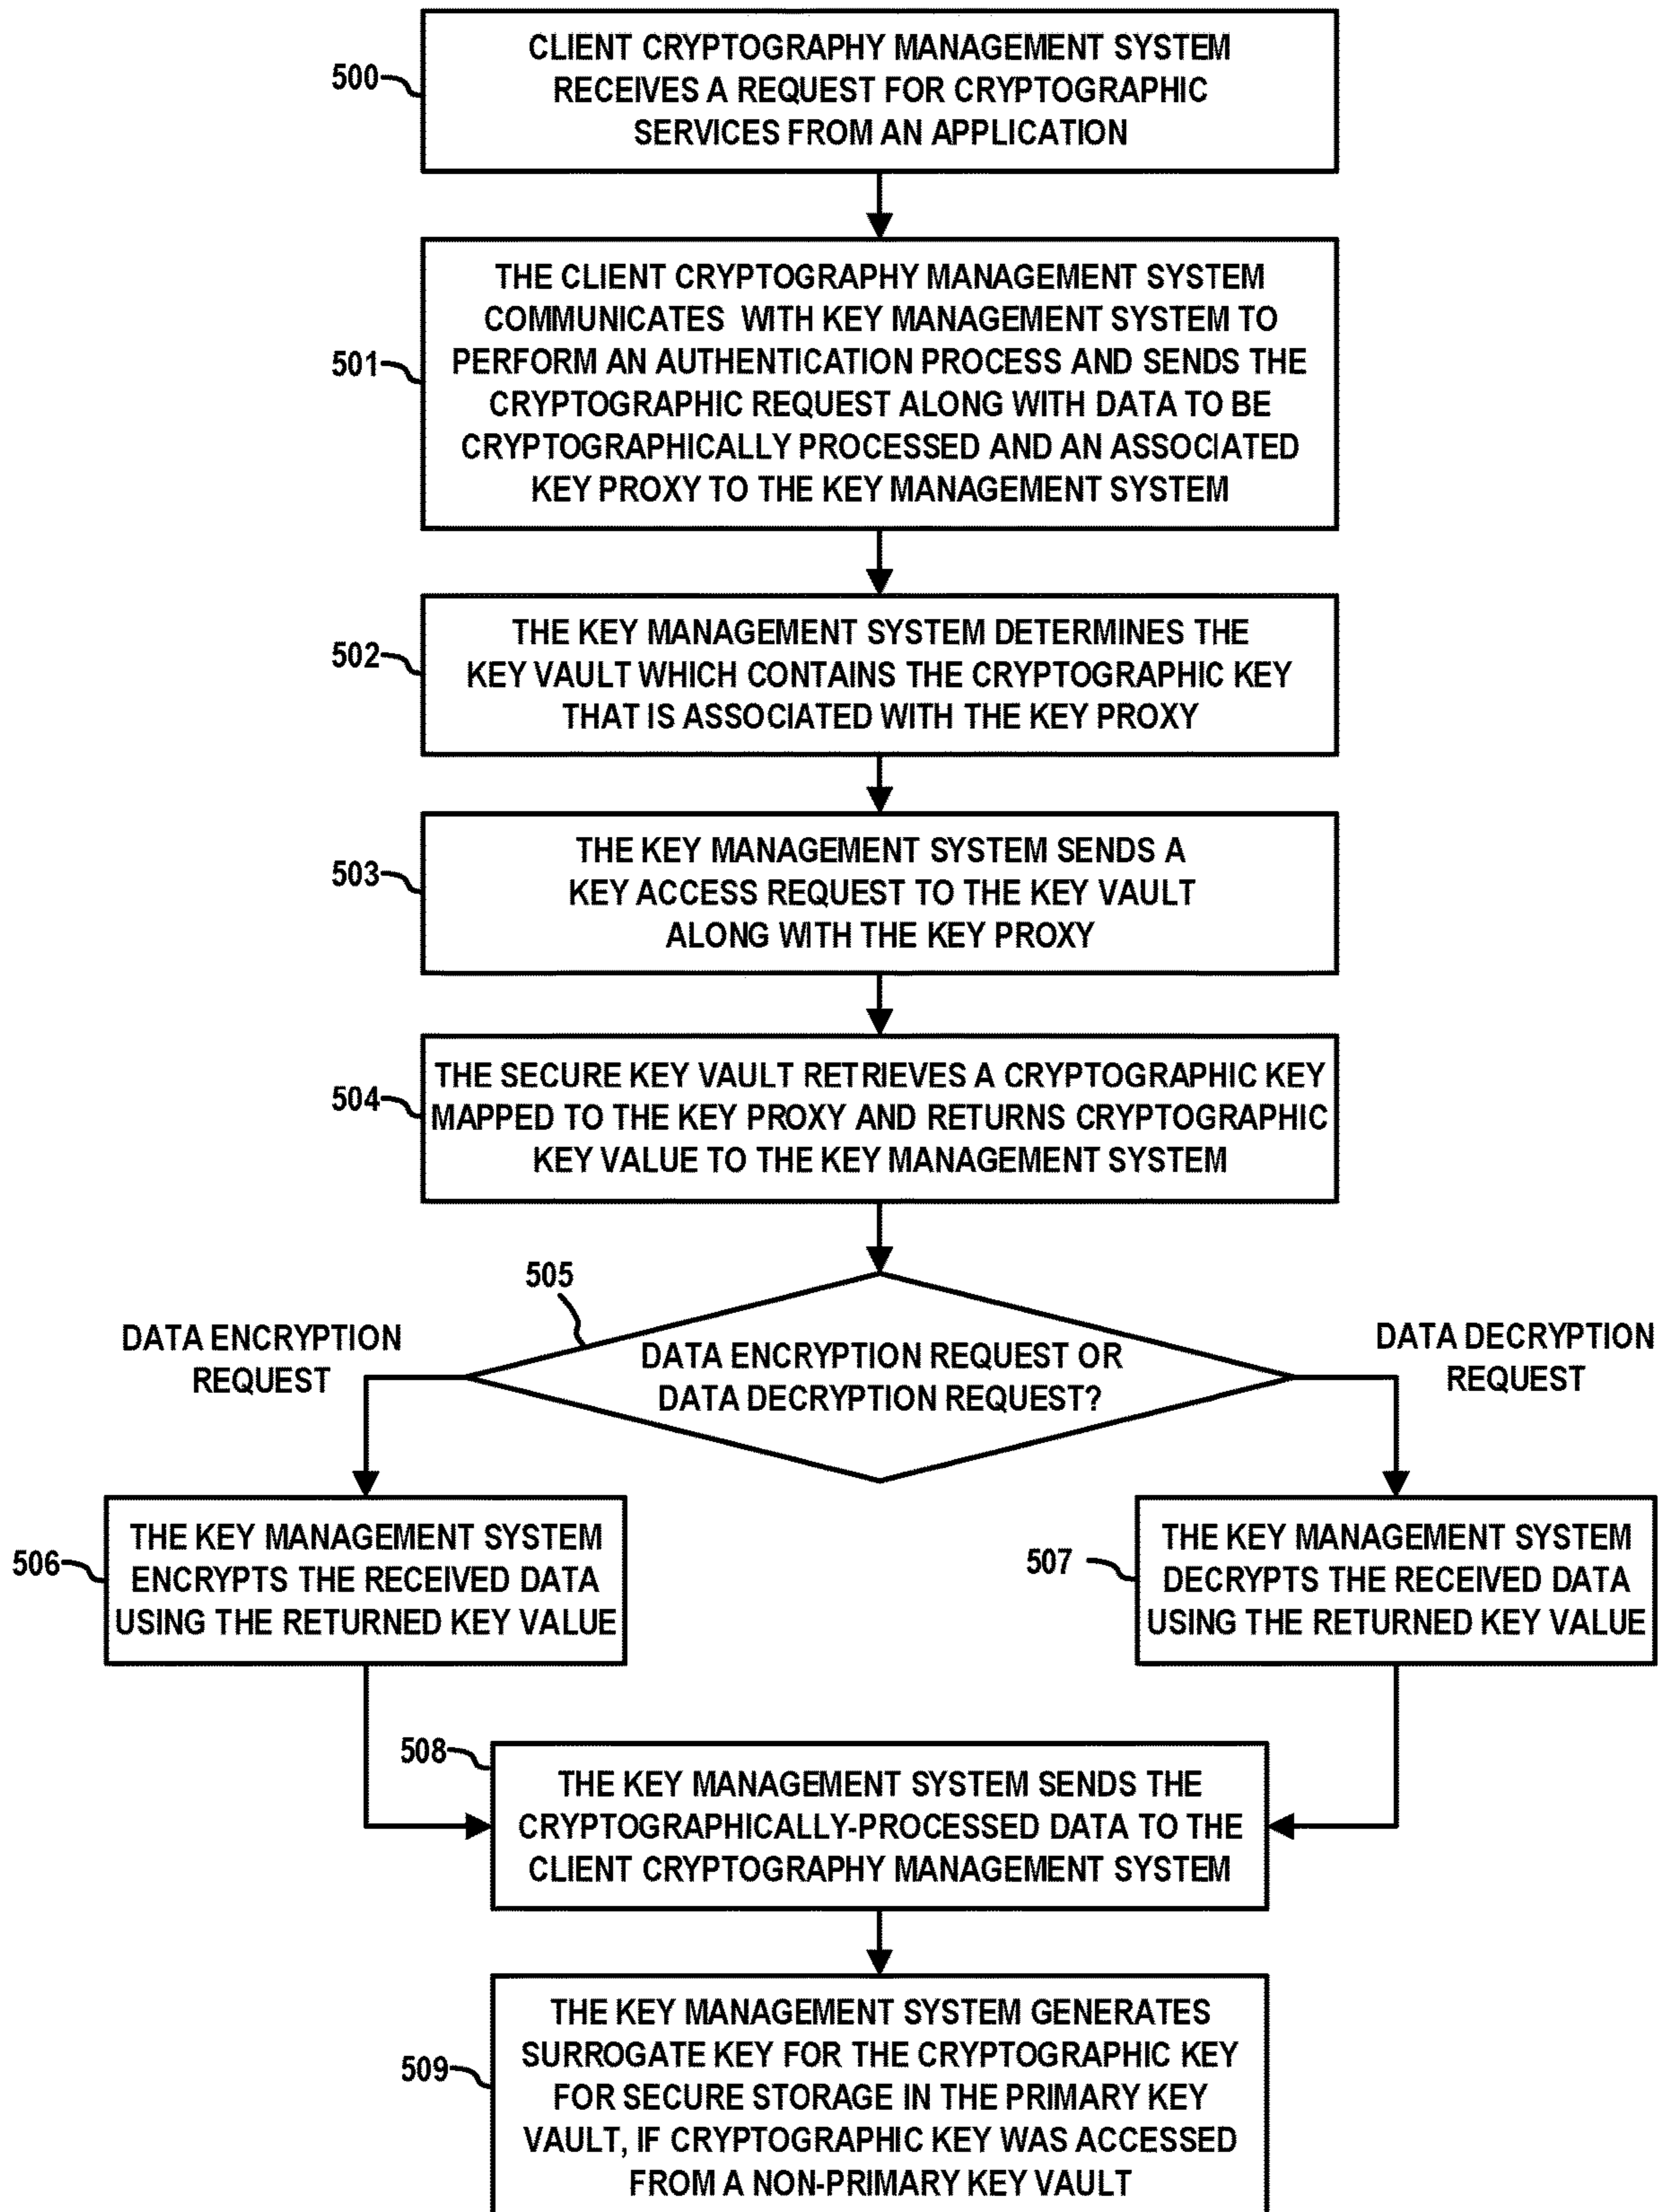 500
CLIENT CRYPTOGRAPHY MANAGEMENT SYSTEM
RECEIVES A REQUEST FOR CRYPTOGRAPHIC
SERVICES FROM AN APPLICATION
501
THE CLIENT CRYPTOGRAPHY MANAGEMENT SYSTEM
COMMUNICATES WITH KEY MANAGEMENT SYSTEM TO
PERFORM AN AUTHENTICATION PROCESS AND SENDS THE
CRYPTOGRAPHIC REQUEST ALONG WITH DATA TO BE
CRYPTOGRAPHICALLY PROCESSED AND AN ASSOCIATED
KEY PROXY TO THE KEY MANAGEMENT SYSTEM
502
THE KEY MANAGEMENT SYSTEM DETERMINES THE
KEY VAULT WHICH CONTAINS THE CRYPTOGRAPHIC KEY
THAT IS ASSOCIATED WITH THE KEY PROXY
503
THE KEY MANAGEMENT SYSTEM SENDS A
KEY ACCESS REQUEST TO THE KEY VAULT
ALONG WITH THE KEY PROXY
504
THE SECURE KEY VAULT RETRIEVES A CRYPTOGRAPHIC KEY
MAPPED TO THE KEY PROXY AND RETURNS CRYPTOGRAPHIC
KEY VALUE TO THE KEY MANAGEMENT SYSTEM
505
DATA ENCRYPTION REQUEST OR
DATA DECRYPTION REQUEST?
DATA ENCRYPTION
REQUEST
DATA DECRYPTION
REQUEST
506
THE KEY MANAGEMENT SYSTEM
ENCRYPTS THE RECEIVED DATA
USING THE RETURNED KEY VALUE
507
THE KEY MANAGEMENT SYSTEM
DECRYPTS THE RECEIVED DATA
USING THE RETURNED KEY VALUE
508
THE KEY MANAGEMENT SYSTEM SENDS THE
CRYPTOGRAPHICALLY-PROCESSED DATA TO THE
CLIENT CRYPTOGRAPHY MANAGEMENT SYSTEM
509
THE KEY MANAGEMENT SYSTEM GENERATES
SURROGATE KEY FOR THE CRYPTOGRAPHIC KEY
FOR SECURE STORAGE IN THE PRIMARY KEY
VAULT, IF CRYPTOGRAPHIC KEY WAS ACCESSED
FROM A NON-PRIMARY KEY VAULT